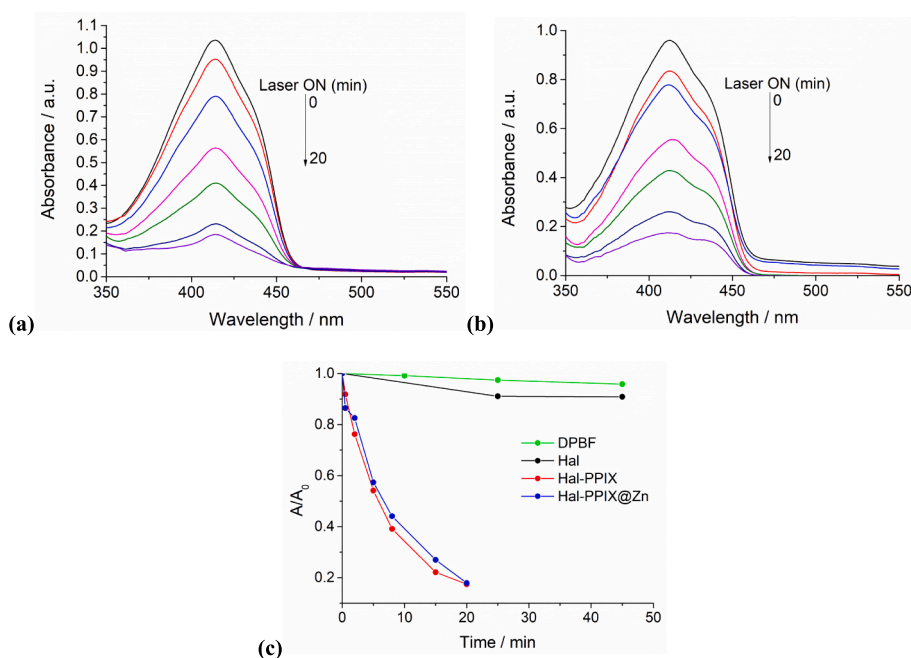 1.1
1.0
0.9
0.8
0.7
0.6
0.5
0.4
0.3
0.2
0.1
0.0
Absorbance / a.u.
Laser ON (min)
0
20
350 400 450 500 550
Wavelength / nm
(a)
1.0
0.8
0.6
0.4
0.2
0.0
Absorbance / a.u.
Laser ON (min)
0
20
350 400 450 500 550
Wavelength / nm
(b)
1.0
0.8
0.6
0.4
0.2
A/A₀
DPBF
Hal
Hal-PPIX
Hal-PPIX@Zn
0 10 20 30 40 50
Time / min
(c)